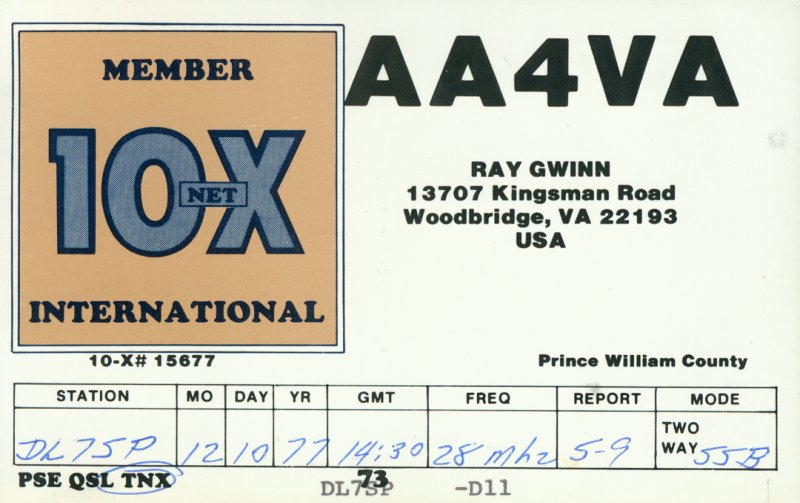 MEMBER
10X
NET
INTERNATIONAL
10-X# 15677
AA4VA
RAY GWINN
13707 Kingsman Road
Woodbridge, VA 22193
USA
Prince William County
STATION MO DAY YR GMT FREQ REPORT MODE
DL7SP 12 10 77 14:30 28 mhz 5-9 TWO WAY SSB
PSE QSL TNX 73
DL7SP -D11